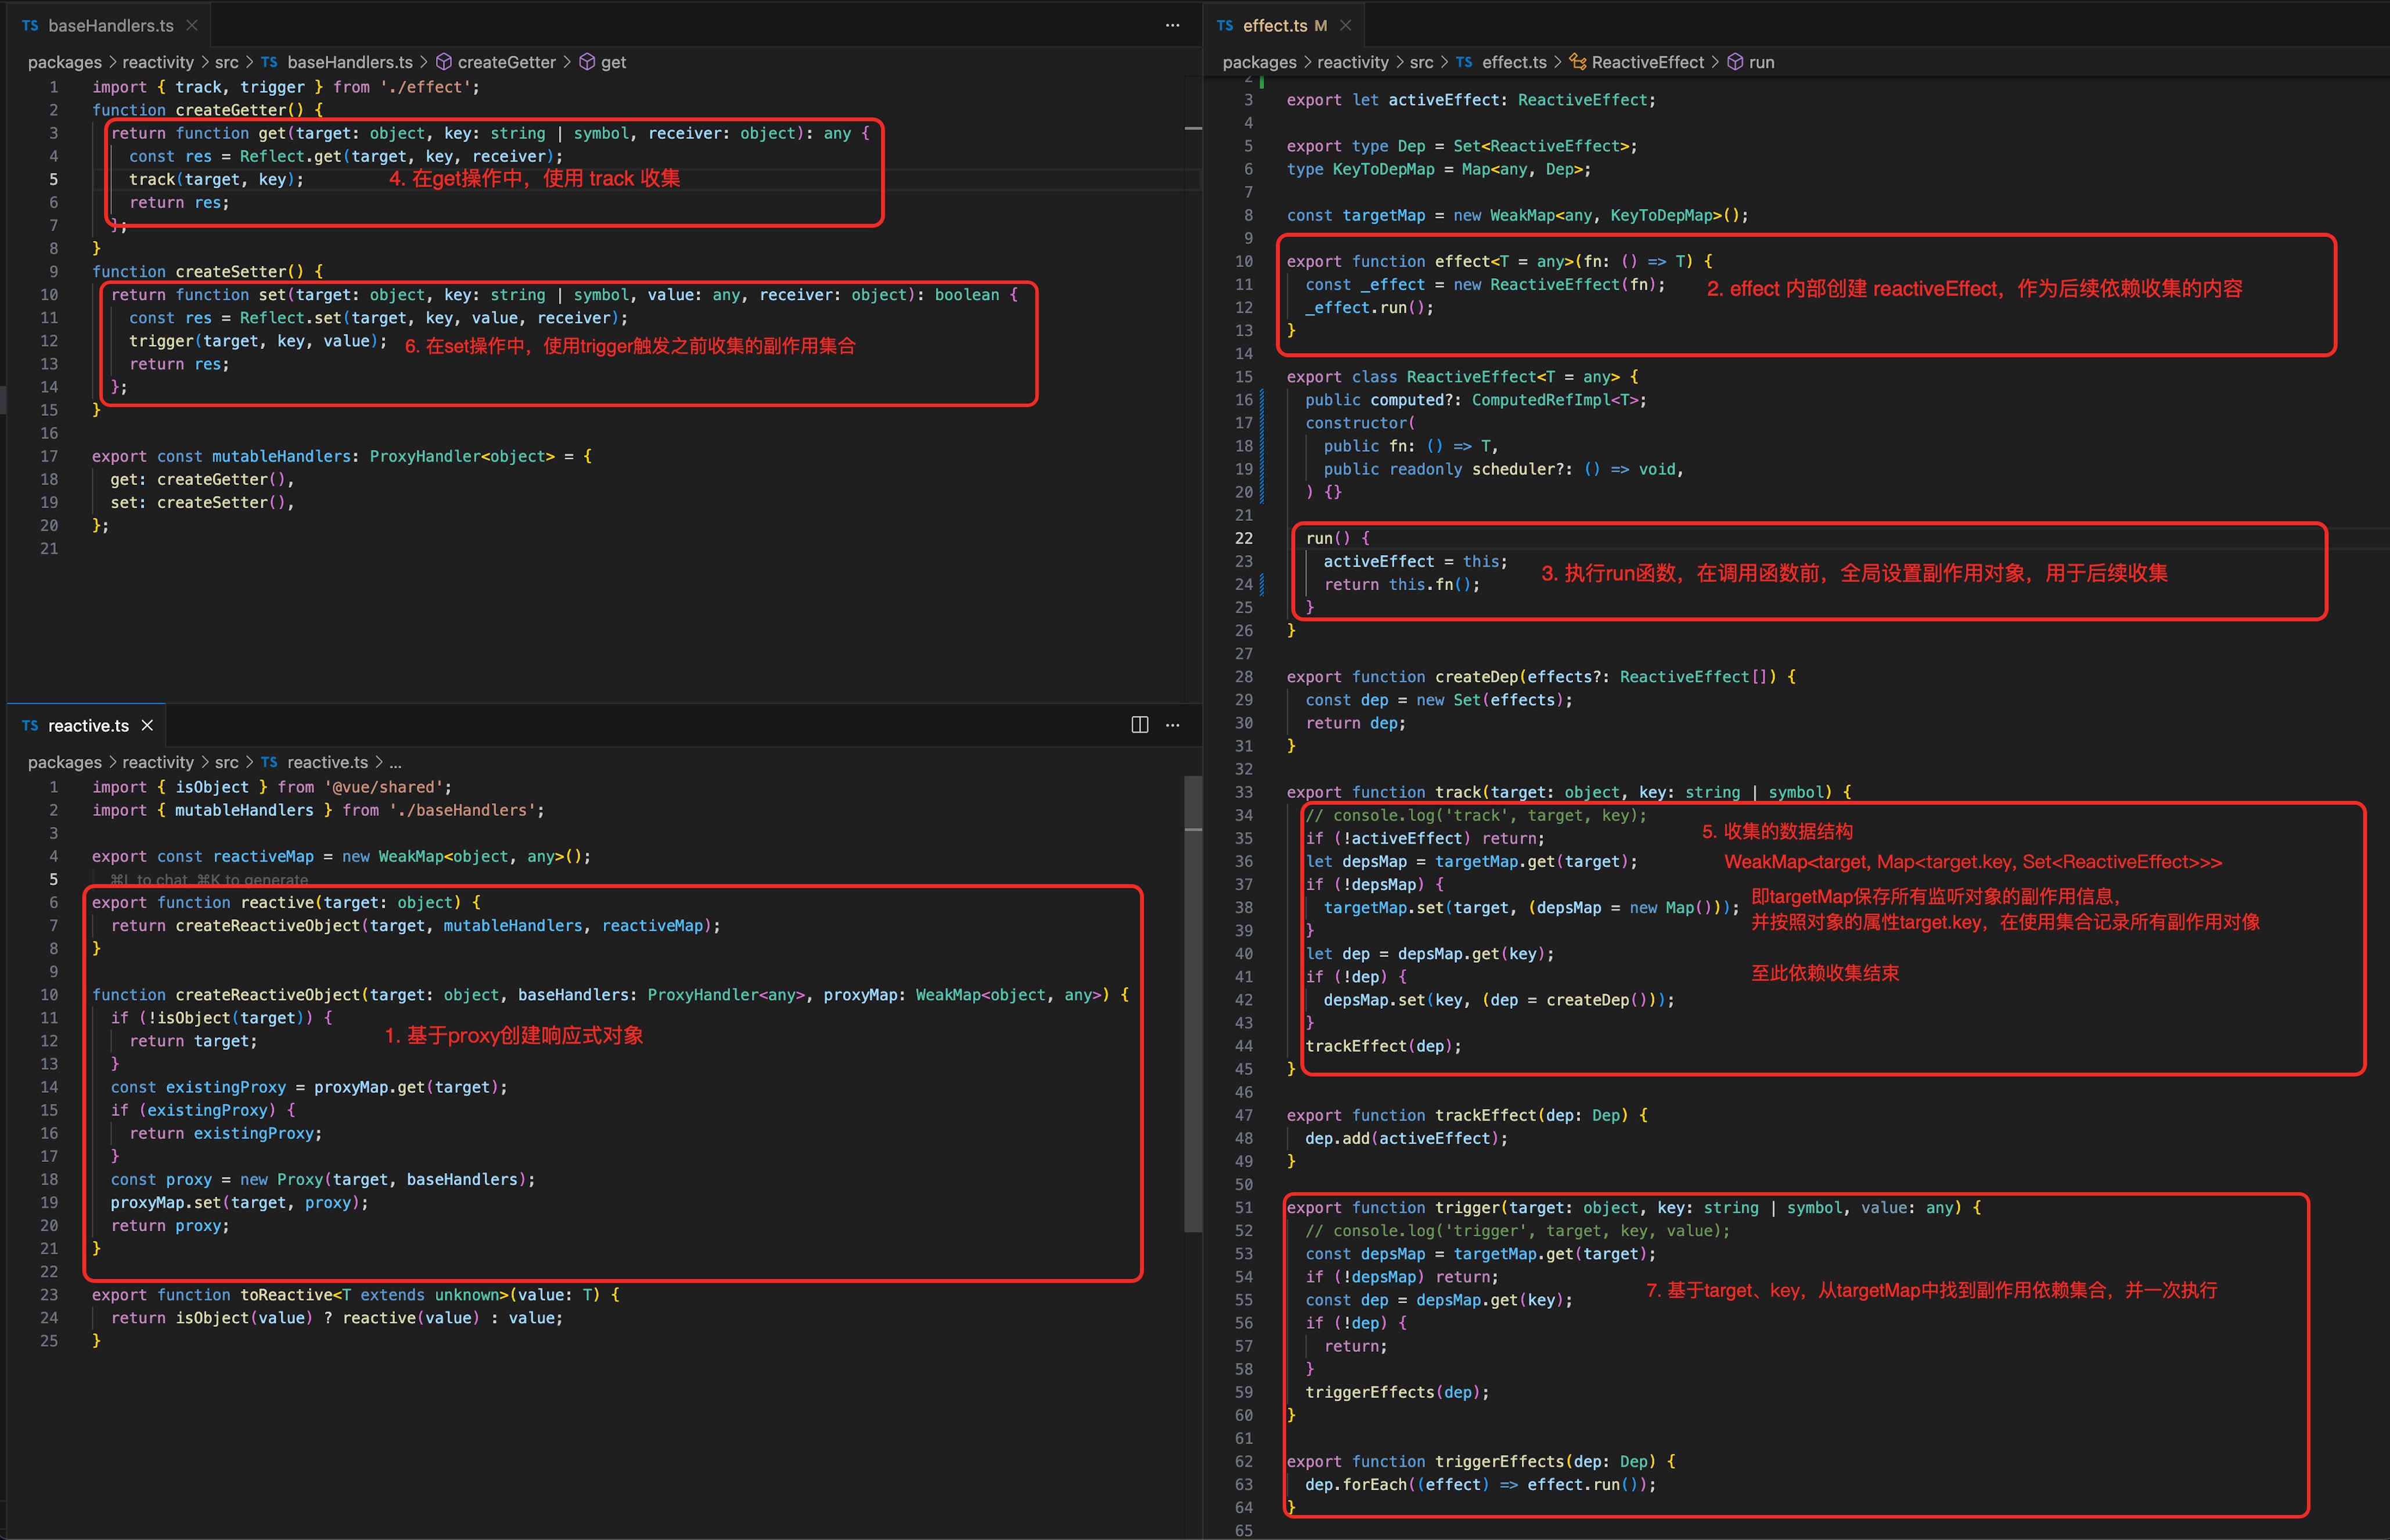 TS baseHandlers.ts
packages > reactivity > src > TS baseHandlers.ts > createGetter > get
1 import { track, trigger } from './effect';
2 function createGetter() {
3 return function get(target: object, key: string | symbol, receiver: object): any {
4 const res = Reflect.get(target, key, receiver);
5 track(target, key); 4. 在get操作中，使用 track 收集
6 return res;
7 };
8 }
9 function createSetter() {
10 return function set(target: object, key: string | symbol, value: any, receiver: object): boolean {
11 const res = Reflect.set(target, key, value, receiver);
12 trigger(target, key, value); 6. 在set操作中，使用trigger触发之前收集的副作用集合
13 return res;
14 };
15 }
16
17 export const mutableHandlers: ProxyHandler<object> = {
18 get: createGetter(),
19 set: createSetter(),
20 };
21
TS reactive.ts
packages > reactivity > src > TS reactive.ts > ...
1 import { isObject } from '@vue/shared';
2 import { mutableHandlers } from './baseHandlers';
3
4 export const reactiveMap = new WeakMap<object, any>();
5 ⌘L to chat, ⌘K to generate
6 export function reactive(target: object) {
7 return createReactiveObject(target, mutableHandlers, reactiveMap);
8 }
9
10 function createReactiveObject(target: object, baseHandlers: ProxyHandler<any>, proxyMap: WeakMap<object, any>) {
11 if (!isObject(target)) {
12 return target; 1. 基于proxy创建响应式对象
13 }
14 const existingProxy = proxyMap.get(target);
15 if (existingProxy) {
16 return existingProxy;
17 }
18 const proxy = new Proxy(target, baseHandlers);
19 proxyMap.set(target, proxy);
20 return proxy;
21 }
22
23 export function toReactive<T extends unknown>(value: T) {
24 return isObject(value) ? reactive(value) : value;
25 }
TS effect.ts M
packages > reactivity > src > TS effect.ts > ReactiveEffect > run
2
3 export let activeEffect: ReactiveEffect;
4
5 export type Dep = Set<ReactiveEffect>;
6 type KeyToDepMap = Map<any, Dep>;
7
8 const targetMap = new WeakMap<any, KeyToDepMap>();
9
10 export function effect<T = any>(fn: () => T) {
11 const _effect = new ReactiveEffect(fn); 2. effect 内部创建 reactiveEffect，作为后续依赖收集的内容
12 _effect.run();
13 }
14
15 export class ReactiveEffect<T = any> {
16 public computed?: ComputedRefImpl<T>;
17 constructor(
18 public fn: () => T,
19 public readonly scheduler?: () => void,
20 ) {}
21
22 run() {
23 activeEffect = this; 3. 执行run函数，在调用函数前，全局设置副作用对象，用于后续收集
24 return this.fn();
25 }
26 }
27
28 export function createDep(effects?: ReactiveEffect[]) {
29 const dep = new Set(effects);
30 return dep;
31 }
32
33 export function track(target: object, key: string | symbol) {
34 // console.log('track', target, key);
35 if (!activeEffect) return; 5. 收集的数据结构
36 let depsMap = targetMap.get(target); WeakMap<target, Map<target.key, Set<ReactiveEffect>>>
37 if (!depsMap) { 即targetMap保存所有监听对象的副作用信息，
38 targetMap.set(target, (depsMap = new Map())); 并按照对象的属性target.key，在使用集合记录所有副作用对像
39 }
40 let dep = depsMap.get(key);
41 if (!dep) { 至此依赖收集结束
42 depsMap.set(key, (dep = createDep()));
43 }
44 trackEffect(dep);
45 }
46
47 export function trackEffect(dep: Dep) {
48 dep.add(activeEffect);
49 }
50
51 export function trigger(target: object, key: string | symbol, value: any) {
52 // console.log('trigger', target, key, value);
53 const depsMap = targetMap.get(target);
54 if (!depsMap) return; 7. 基于target、key，从targetMap中找到副作用依赖集合，并一次执行
55 const dep = depsMap.get(key);
56 if (!dep) {
57 return;
58 }
59 triggerEffects(dep);
60 }
61
62 export function triggerEffects(dep: Dep) {
63 dep.forEach((effect) => effect.run());
64 }
65